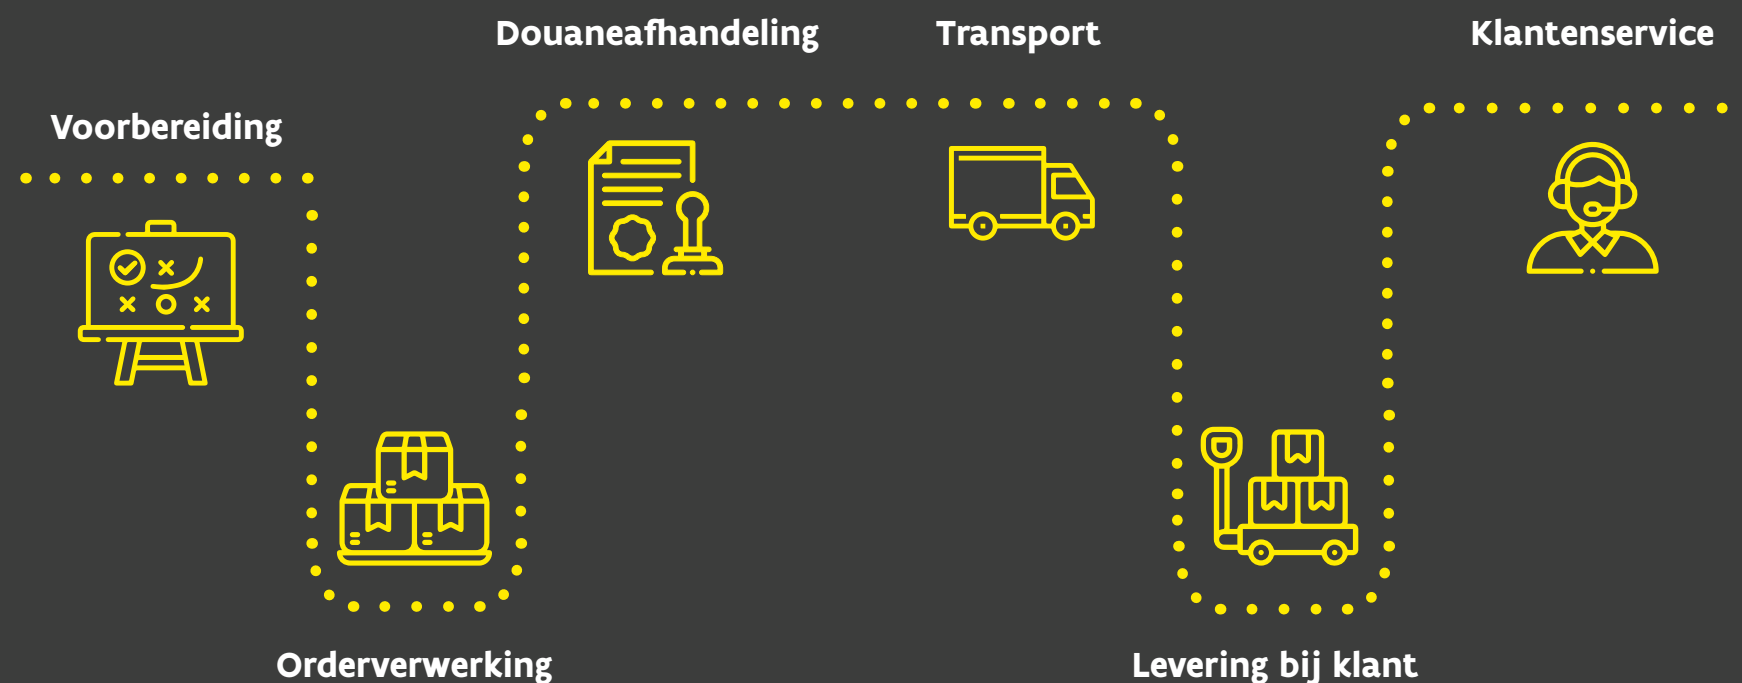 Voorbereiding
Orderverwerking
Douaneafhandeling
Transport
Levering bij klant
Klantenservice